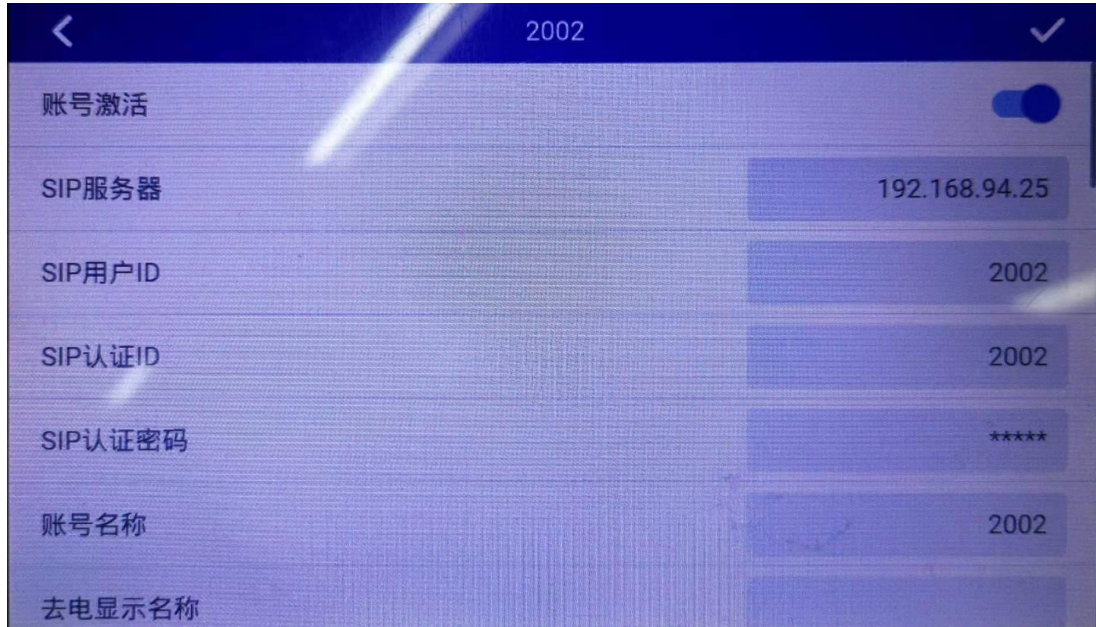 2002
账号激活
SIP服务器 192.168.94.25
SIP用户ID 2002
SIP认证ID 2002
SIP认证密码 *****
账号名称 2002
去电显示名称